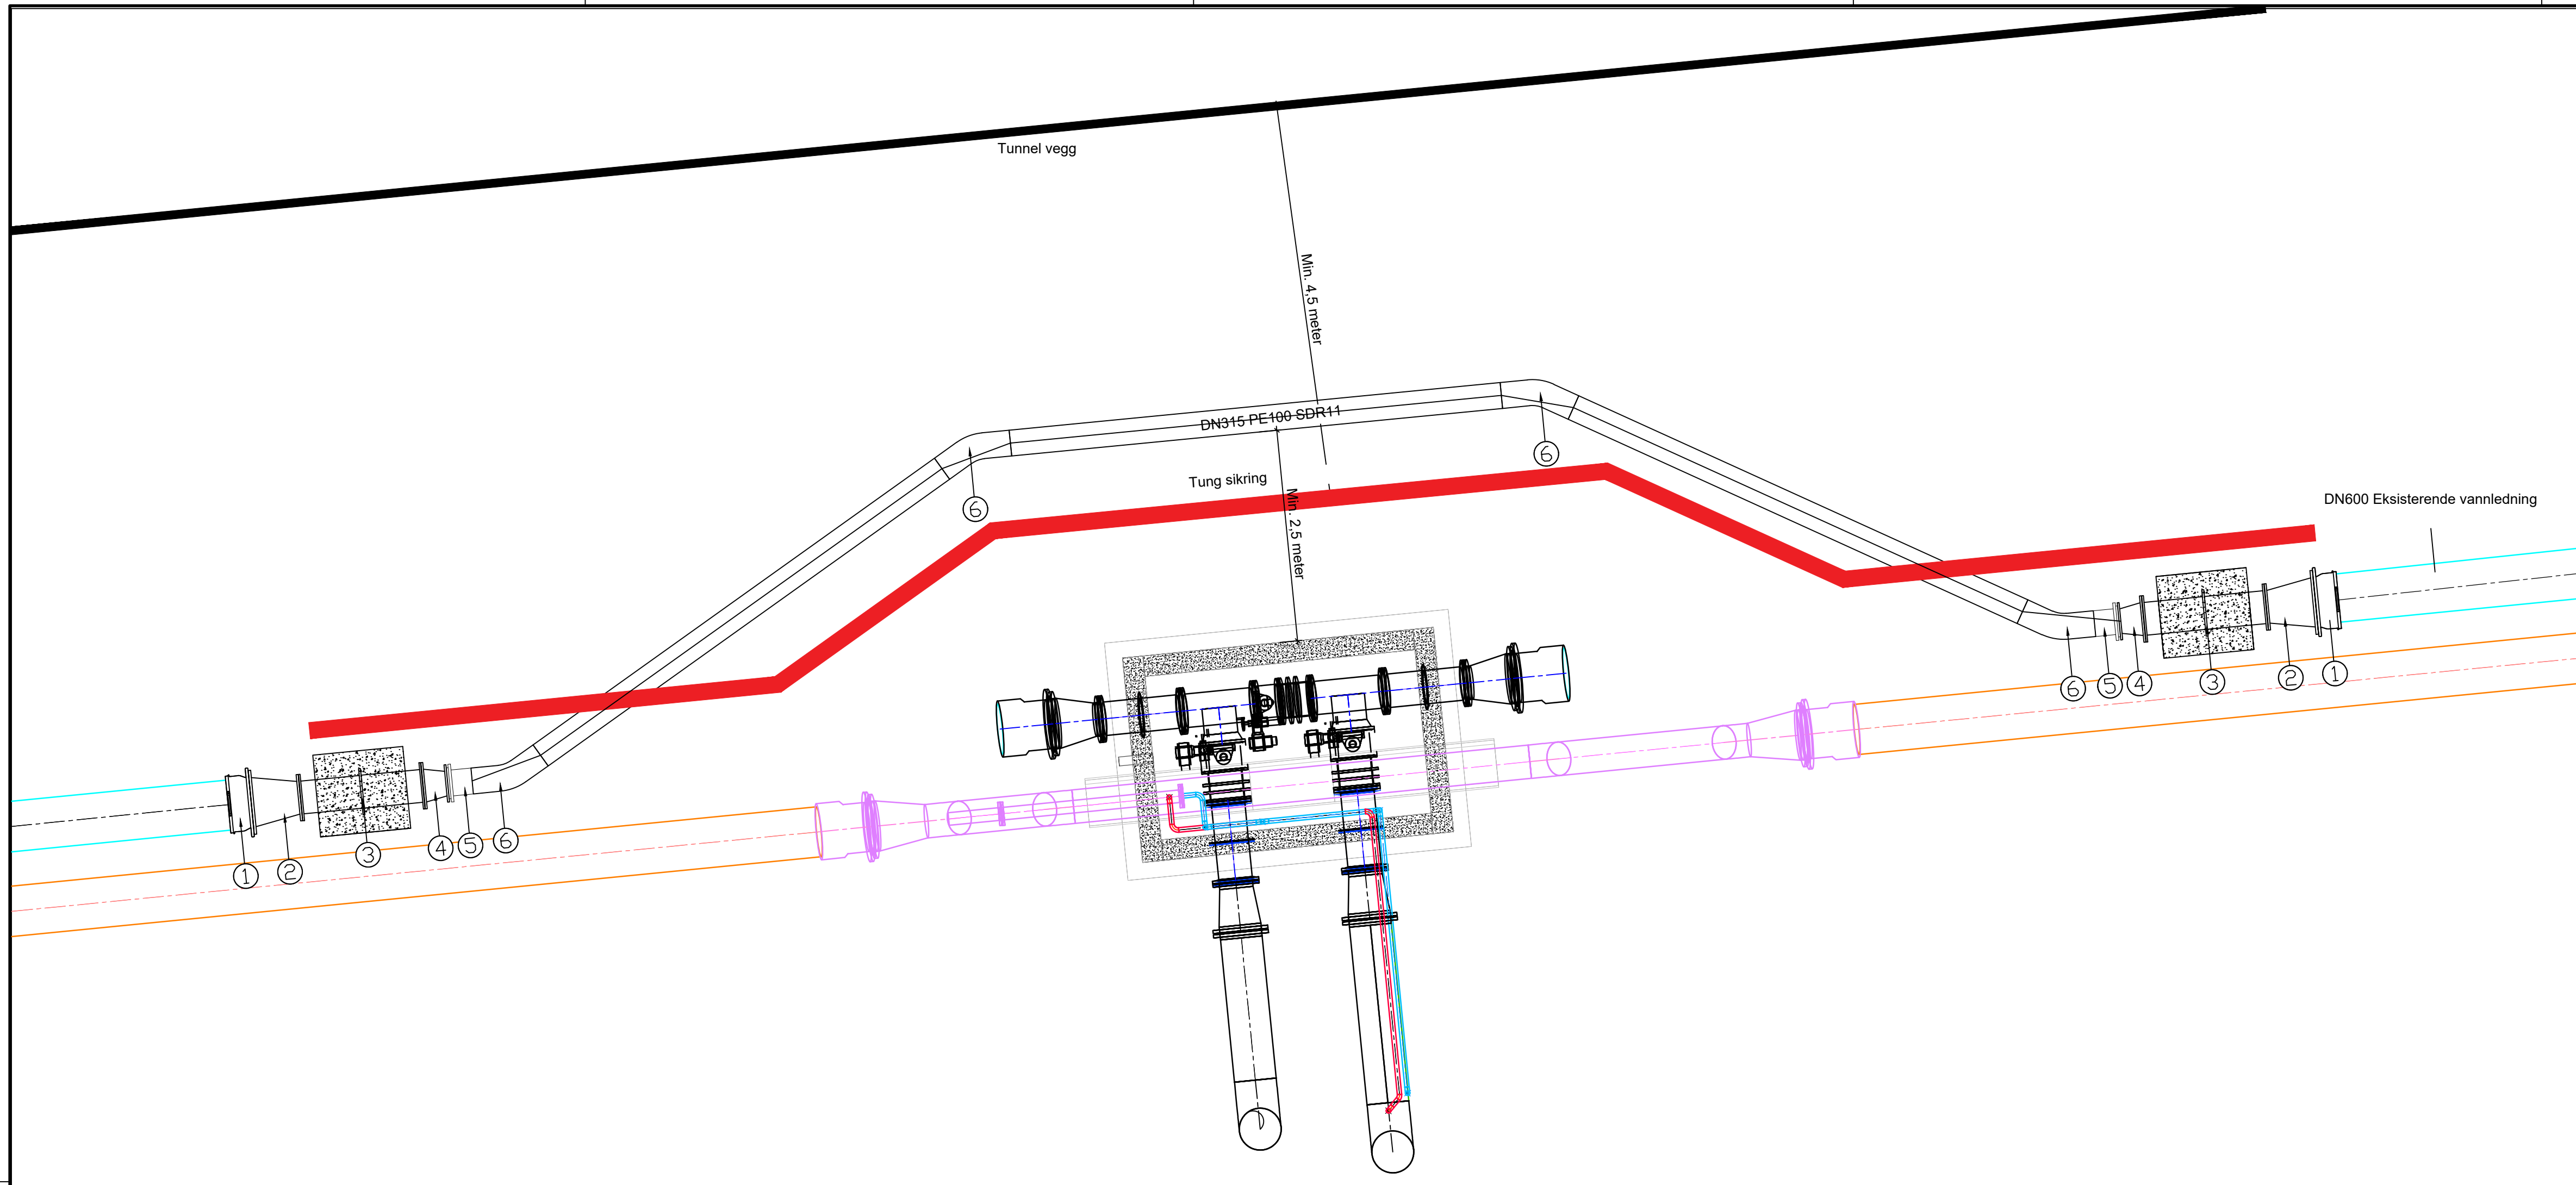 Tunnel vegg
Min. 4,5 meter
DN315 PE100 SDR11
6
6
Tung sikring
Min. 2,5 meter
DN600 Eksisterende vannledning
6
5
4
3
2
1
1
2
3
4
5
6